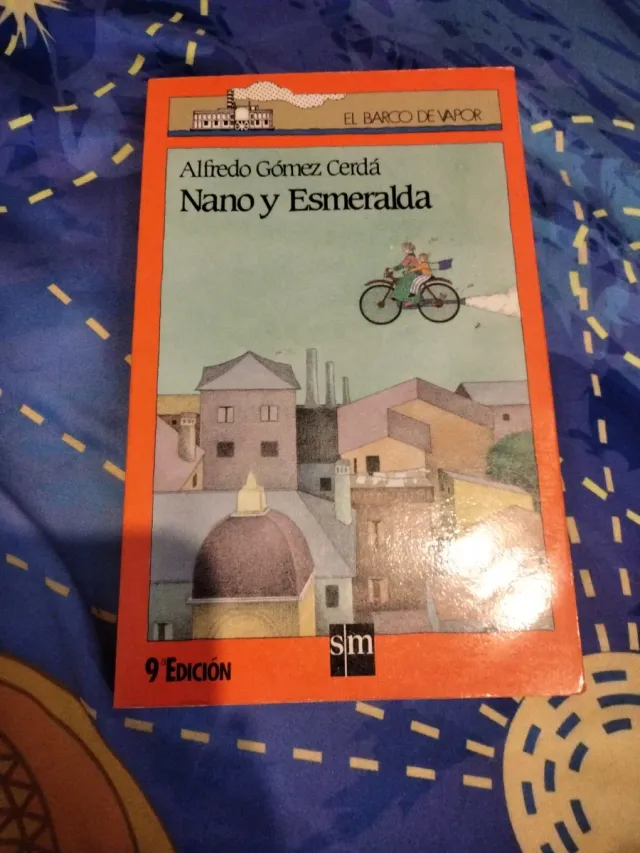 EL BARCO DE VAPOR
Alfredo Gómez Cerdá
Nano y Esmeralda
sm
9ª EDICIÓN